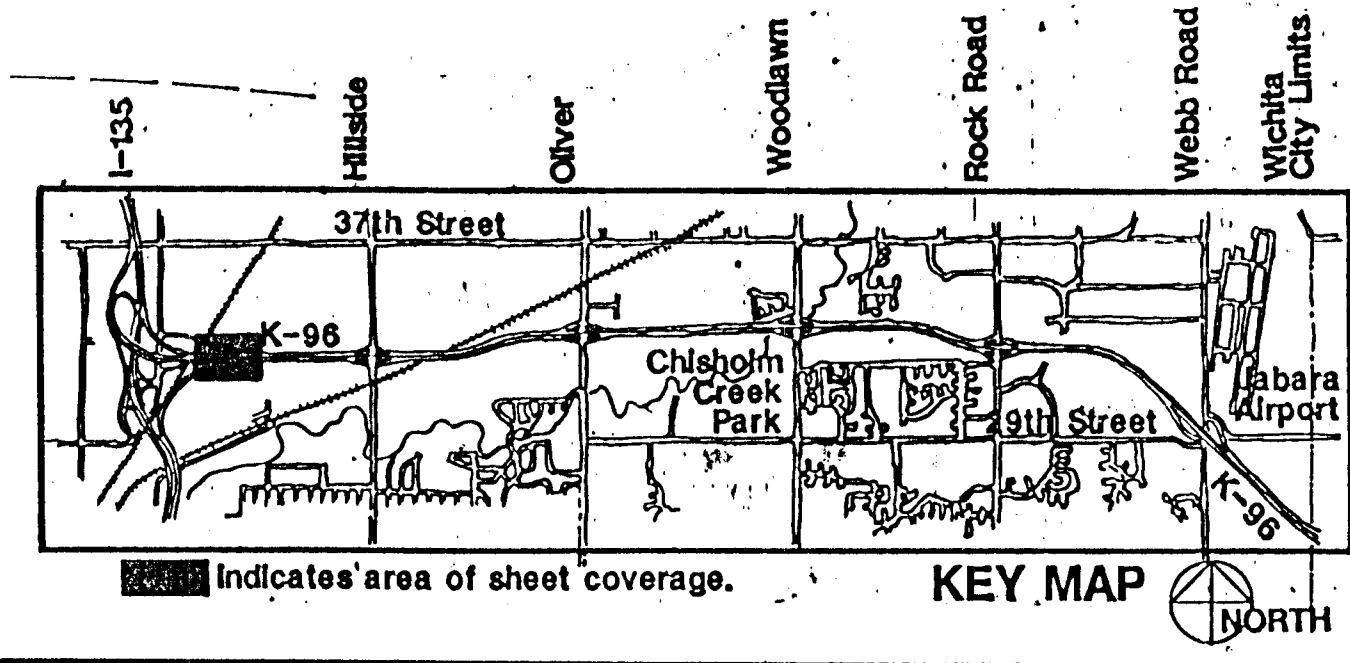 I-135
Hillside
Oliver
Woodlawn
Rock Road
Webb Road
Wichita
City Limits
37th Street
K-96
Chisholm
Creek
Park
Jabara
Airport
29th Street
K-96
Indicates area of sheet coverage.
KEY MAP
NORTH